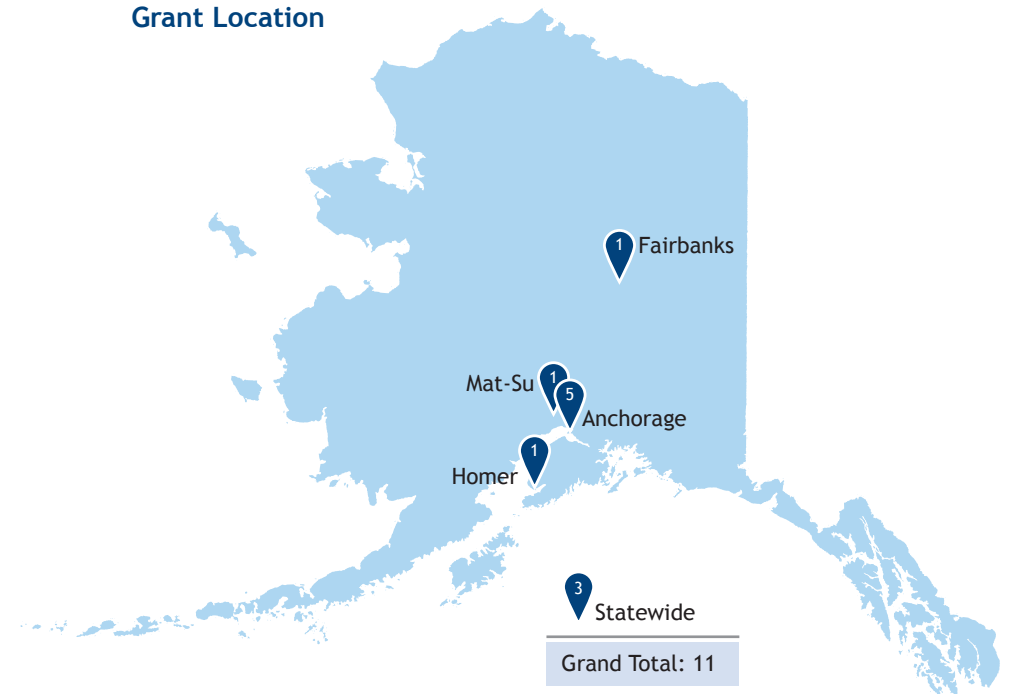 Grant Location
1
Fairbanks
Mat-Su
1
5
Anchorage
1
Homer
3
Statewide
Grand Total: 11